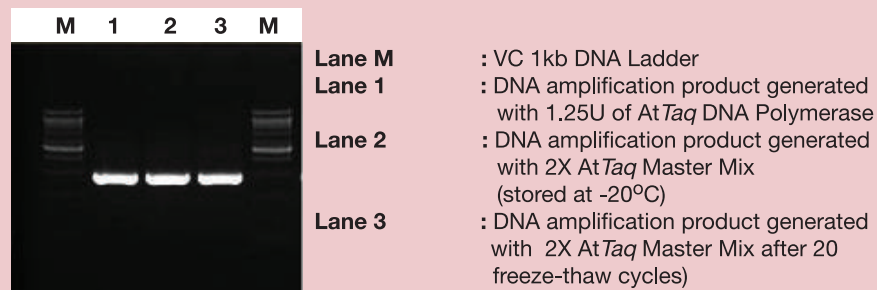 M 1 2 3 M
Lane M : VC 1kb DNA Ladder
Lane 1 : DNA amplification product generated
with 1.25U of AtTaq DNA Polymerase
Lane 2 : DNA amplification product generated
with 2X AtTaq Master Mix
(stored at -20ºC)
Lane 3 : DNA amplification product generated
with 2X AtTaq Master Mix after 20
freeze-thaw cycles)